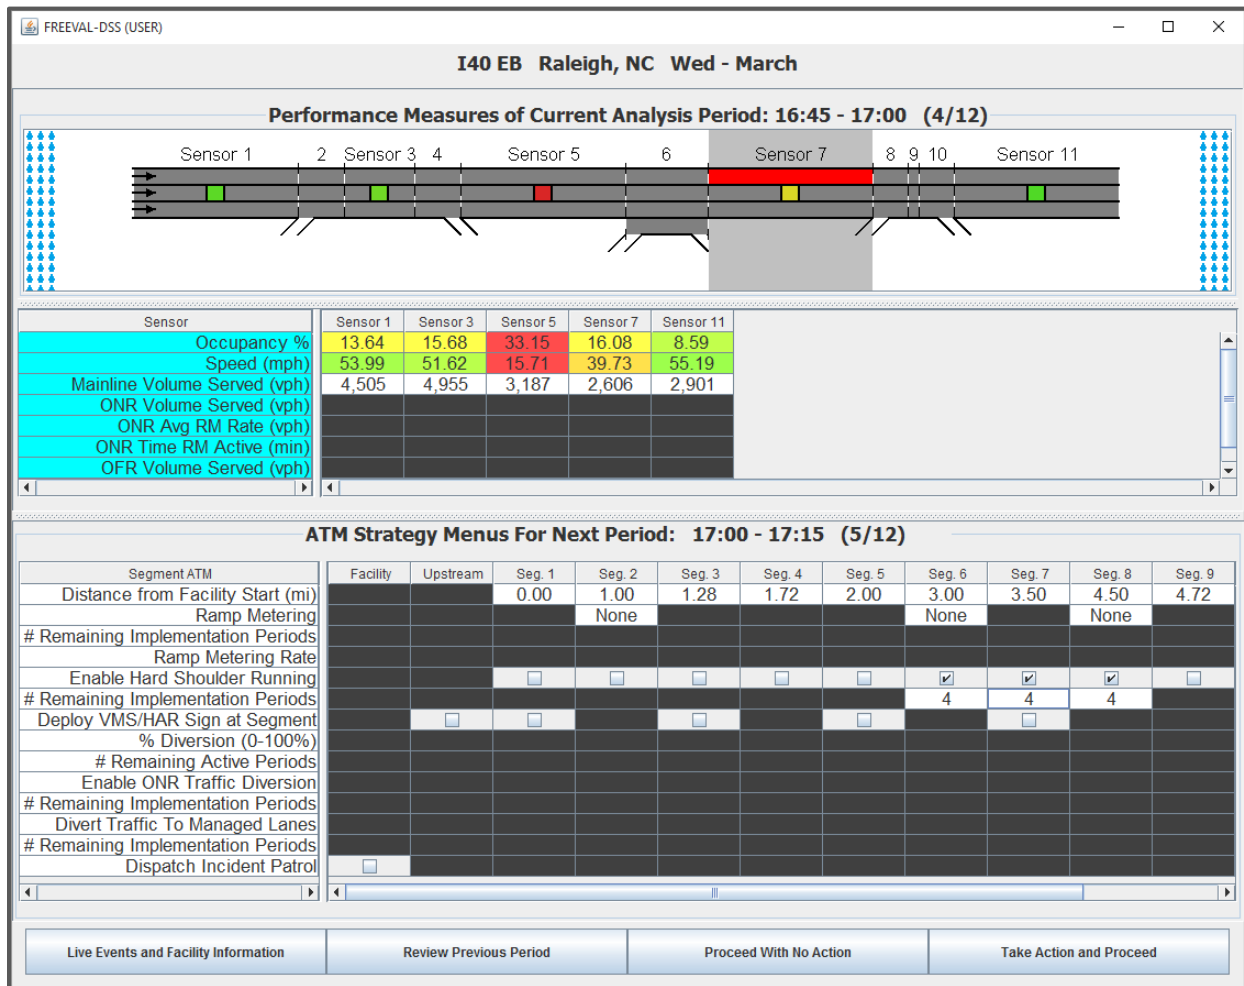 FREEVAL-DSS (USER)
I40 EB Raleigh, NC Wed - March
Performance Measures of Current Analysis Period: 16:45 - 17:00 (4/12)
Sensor 1 2 Sensor 3 4 Sensor 5 6 Sensor 7 8 9 10 Sensor 11
Sensor Sensor 1 Sensor 3 Sensor 5 Sensor 7 Sensor 11
Occupancy % 13.64 15.68 33.15 16.08 8.59
Speed (mph) 53.99 51.62 15.71 39.73 55.19
Mainline Volume Served (vph) 4,505 4,955 3,187 2,606 2,901
ONR Volume Served (vph)
ONR Avg RM Rate (vph)
ONR Time RM Active (min)
OFR Volume Served (vph)
ATM Strategy Menus For Next Period: 17:00 - 17:15 (5/12)
Segment ATM Facility Upstream Seg. 1 Seg. 2 Seg. 3 Seg. 4 Seg. 5 Seg. 6 Seg. 7 Seg. 8 Seg. 9
Distance from Facility Start (mi) 0.00 1.00 1.28 1.72 2.00 3.00 3.50 4.50 4.72
Ramp Metering None None None
# Remaining Implementation Periods
Ramp Metering Rate
Enable Hard Shoulder Running
# Remaining Implementation Periods 4 4 4
Deploy VMS/HAR Sign at Segment
% Diversion (0-100%)
# Remaining Active Periods
Enable ONR Traffic Diversion
# Remaining Implementation Periods
Divert Traffic To Managed Lanes
# Remaining Implementation Periods
Dispatch Incident Patrol
Live Events and Facility Information Review Previous Period Proceed With No Action Take Action and Proceed